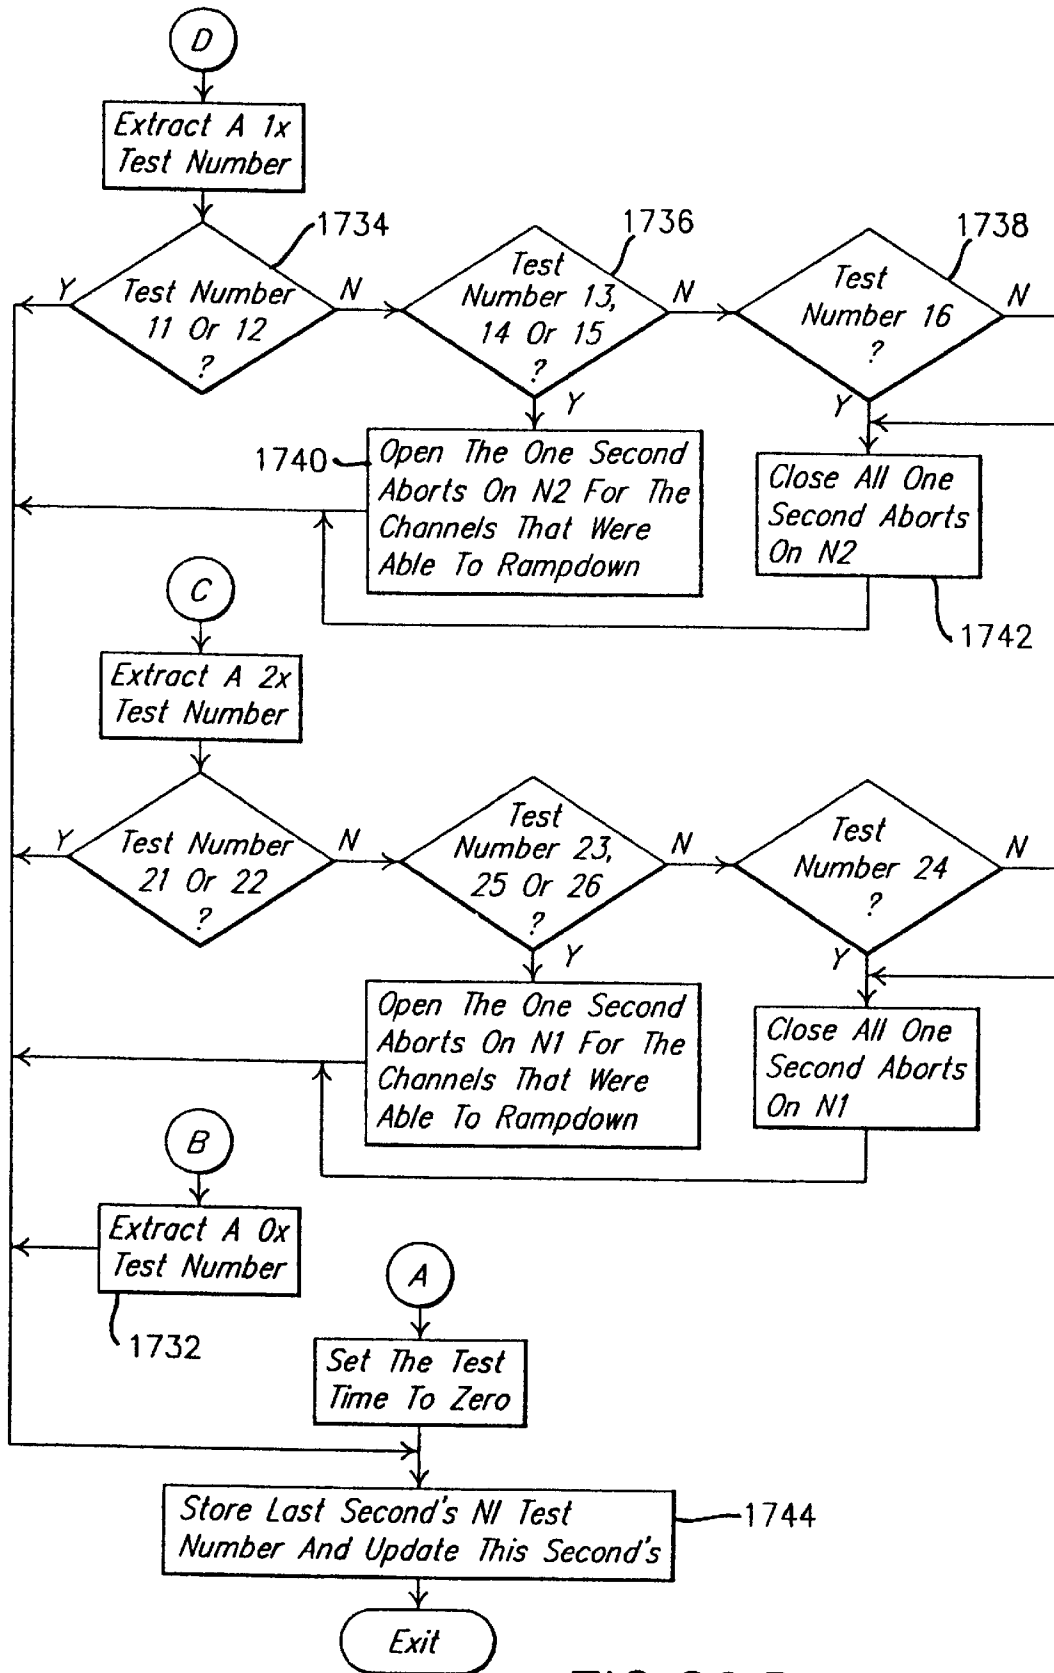 D
Extract A 1x
Test Number
1734
1736
1738
Y
Test Number
11 Or 12
?
N
Test
Number 13,
14 Or 15
?
N
Test
Number 16
?
N
Y
Y
1740
Open The One Second
Aborts On N2 For The
Channels That Were
Able To Rampdown
Close All One
Second Aborts
On N2
1742
C
Extract A 2x
Test Number
Y
Test Number
21 Or 22
?
N
Test
Number 23,
25 Or 26
?
N
Test
Number 24
?
N
Y
Y
Open The One Second
Aborts On N1 For The
Channels That Were
Able To Rampdown
Close All One
Second Aborts
On N1
B
Extract A 0x
Test Number
1732
A
Set The Test
Time To Zero
Store Last Second's NI Test
Number And Update This Second's
1744
Exit